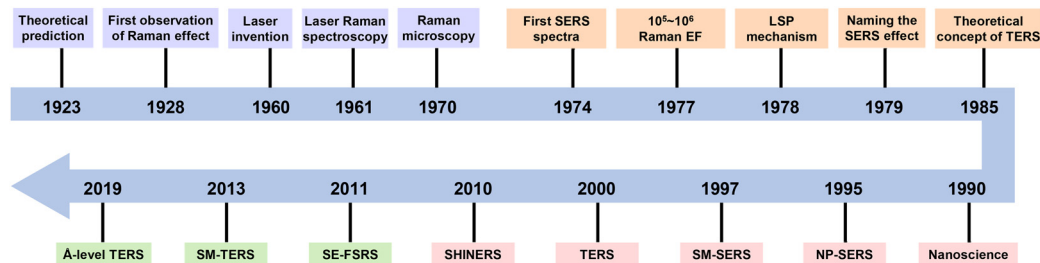 Theoretical
prediction
First observation
of Raman effect
Laser
invention
Laser Raman
spectroscopy
Raman
microscopy
First SERS
spectra
10⁵~10⁶
Raman EF
LSP
mechanism
Naming the
SERS effect
Theoretical
concept of TERS
1923 1928 1960 1961 1970 1974 1977 1978 1979 1985
2019 2013 2011 2010 2000 1997 1995 1990
Å-level TERS SM-TERS SE-FSRS SHINERS TERS SM-SERS NP-SERS Nanoscience